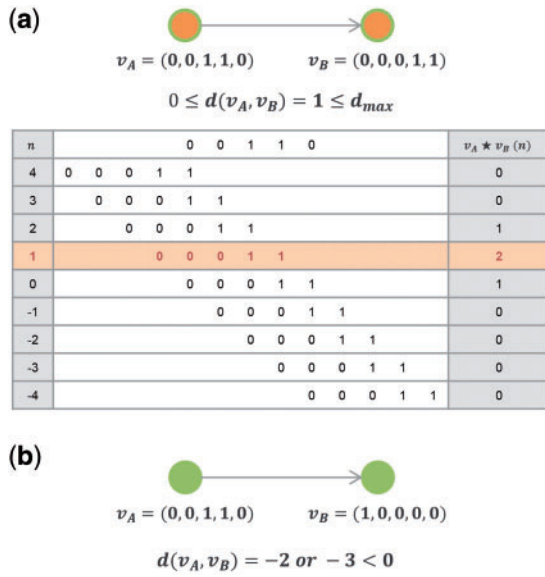 (a)
v_A = (0, 0, 1, 1, 0) v_B = (0, 0, 0, 1, 1)
0 ≤ d(v_A, v_B) = 1 ≤ d_max
n 0 0 1 1 0 v_A ⋆ v_B (n)
4 0 0 0 1 1 0
3 0 0 0 1 1 0
2 0 0 0 1 1 1
1 0 0 0 1 1 2
0 0 0 0 1 1 1
-1 0 0 0 1 1 0
-2 0 0 0 1 1 0
-3 0 0 0 1 1 0
-4 0 0 0 1 1 0
(b)
v_A = (0, 0, 1, 1, 0) v_B = (1, 0, 0, 0, 0)
d(v_A, v_B) = −2 or − 3 < 0